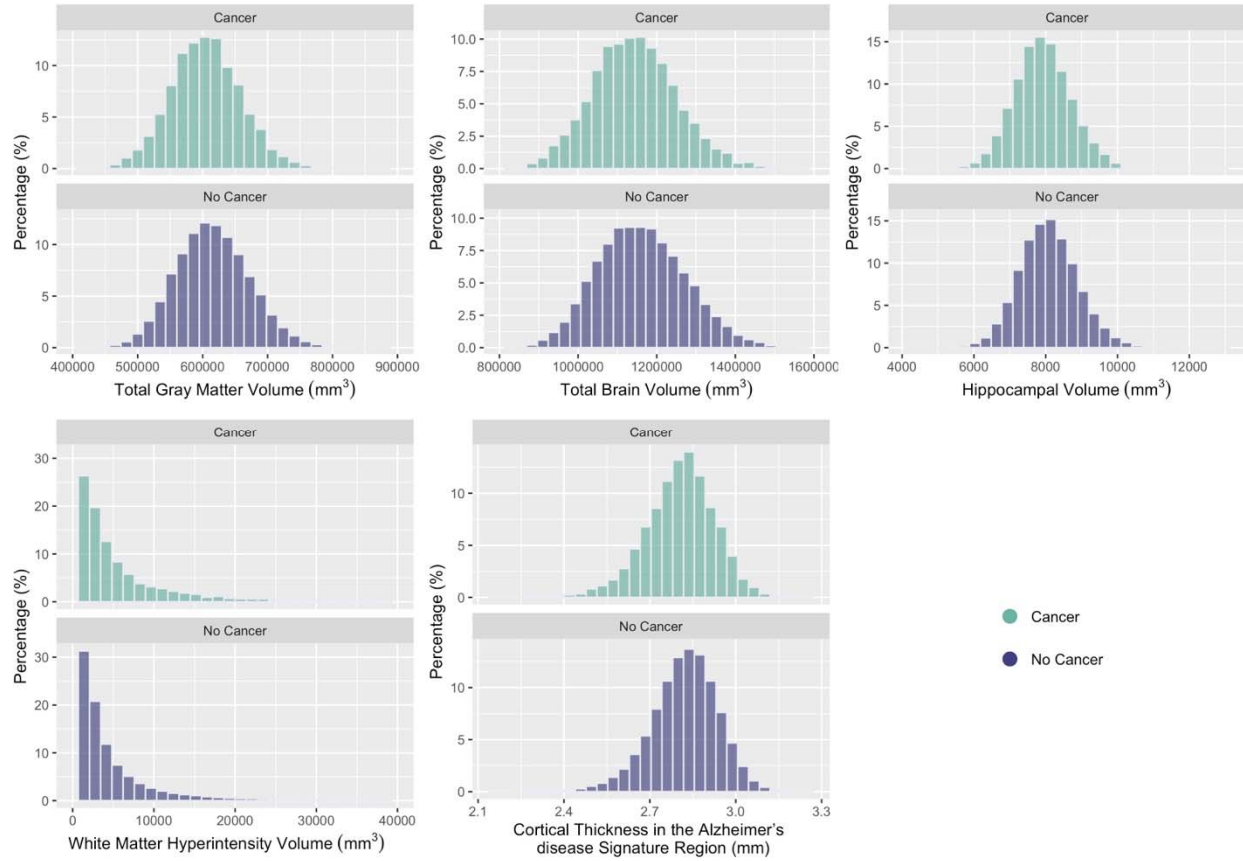 Cancer
Percentage (%)
10
5
0
No Cancer
10
5
0
400000 500000 600000 700000 800000 900000
Total Gray Matter Volume (mm³)
Cancer
Percentage (%)
10.0
7.5
5.0
2.5
0.0
No Cancer
10.0
7.5
5.0
2.5
0.0
800000 1000000 1200000 1400000 1600000
Total Brain Volume (mm³)
Cancer
Percentage (%)
15
10
5
0
No Cancer
15
10
5
0
4000 6000 8000 10000 12000
Hippocampal Volume (mm³)
Cancer
Percentage (%)
30
20
10
0
No Cancer
30
20
10
0
0 10000 20000 30000 40000
White Matter Hyperintensity Volume (mm³)
Cancer
Percentage (%)
10
5
0
No Cancer
10
5
0
2.1 2.4 2.7 3.0 3.3
Cortical Thickness in the Alzheimer's
disease Signature Region (mm)
Cancer
No Cancer